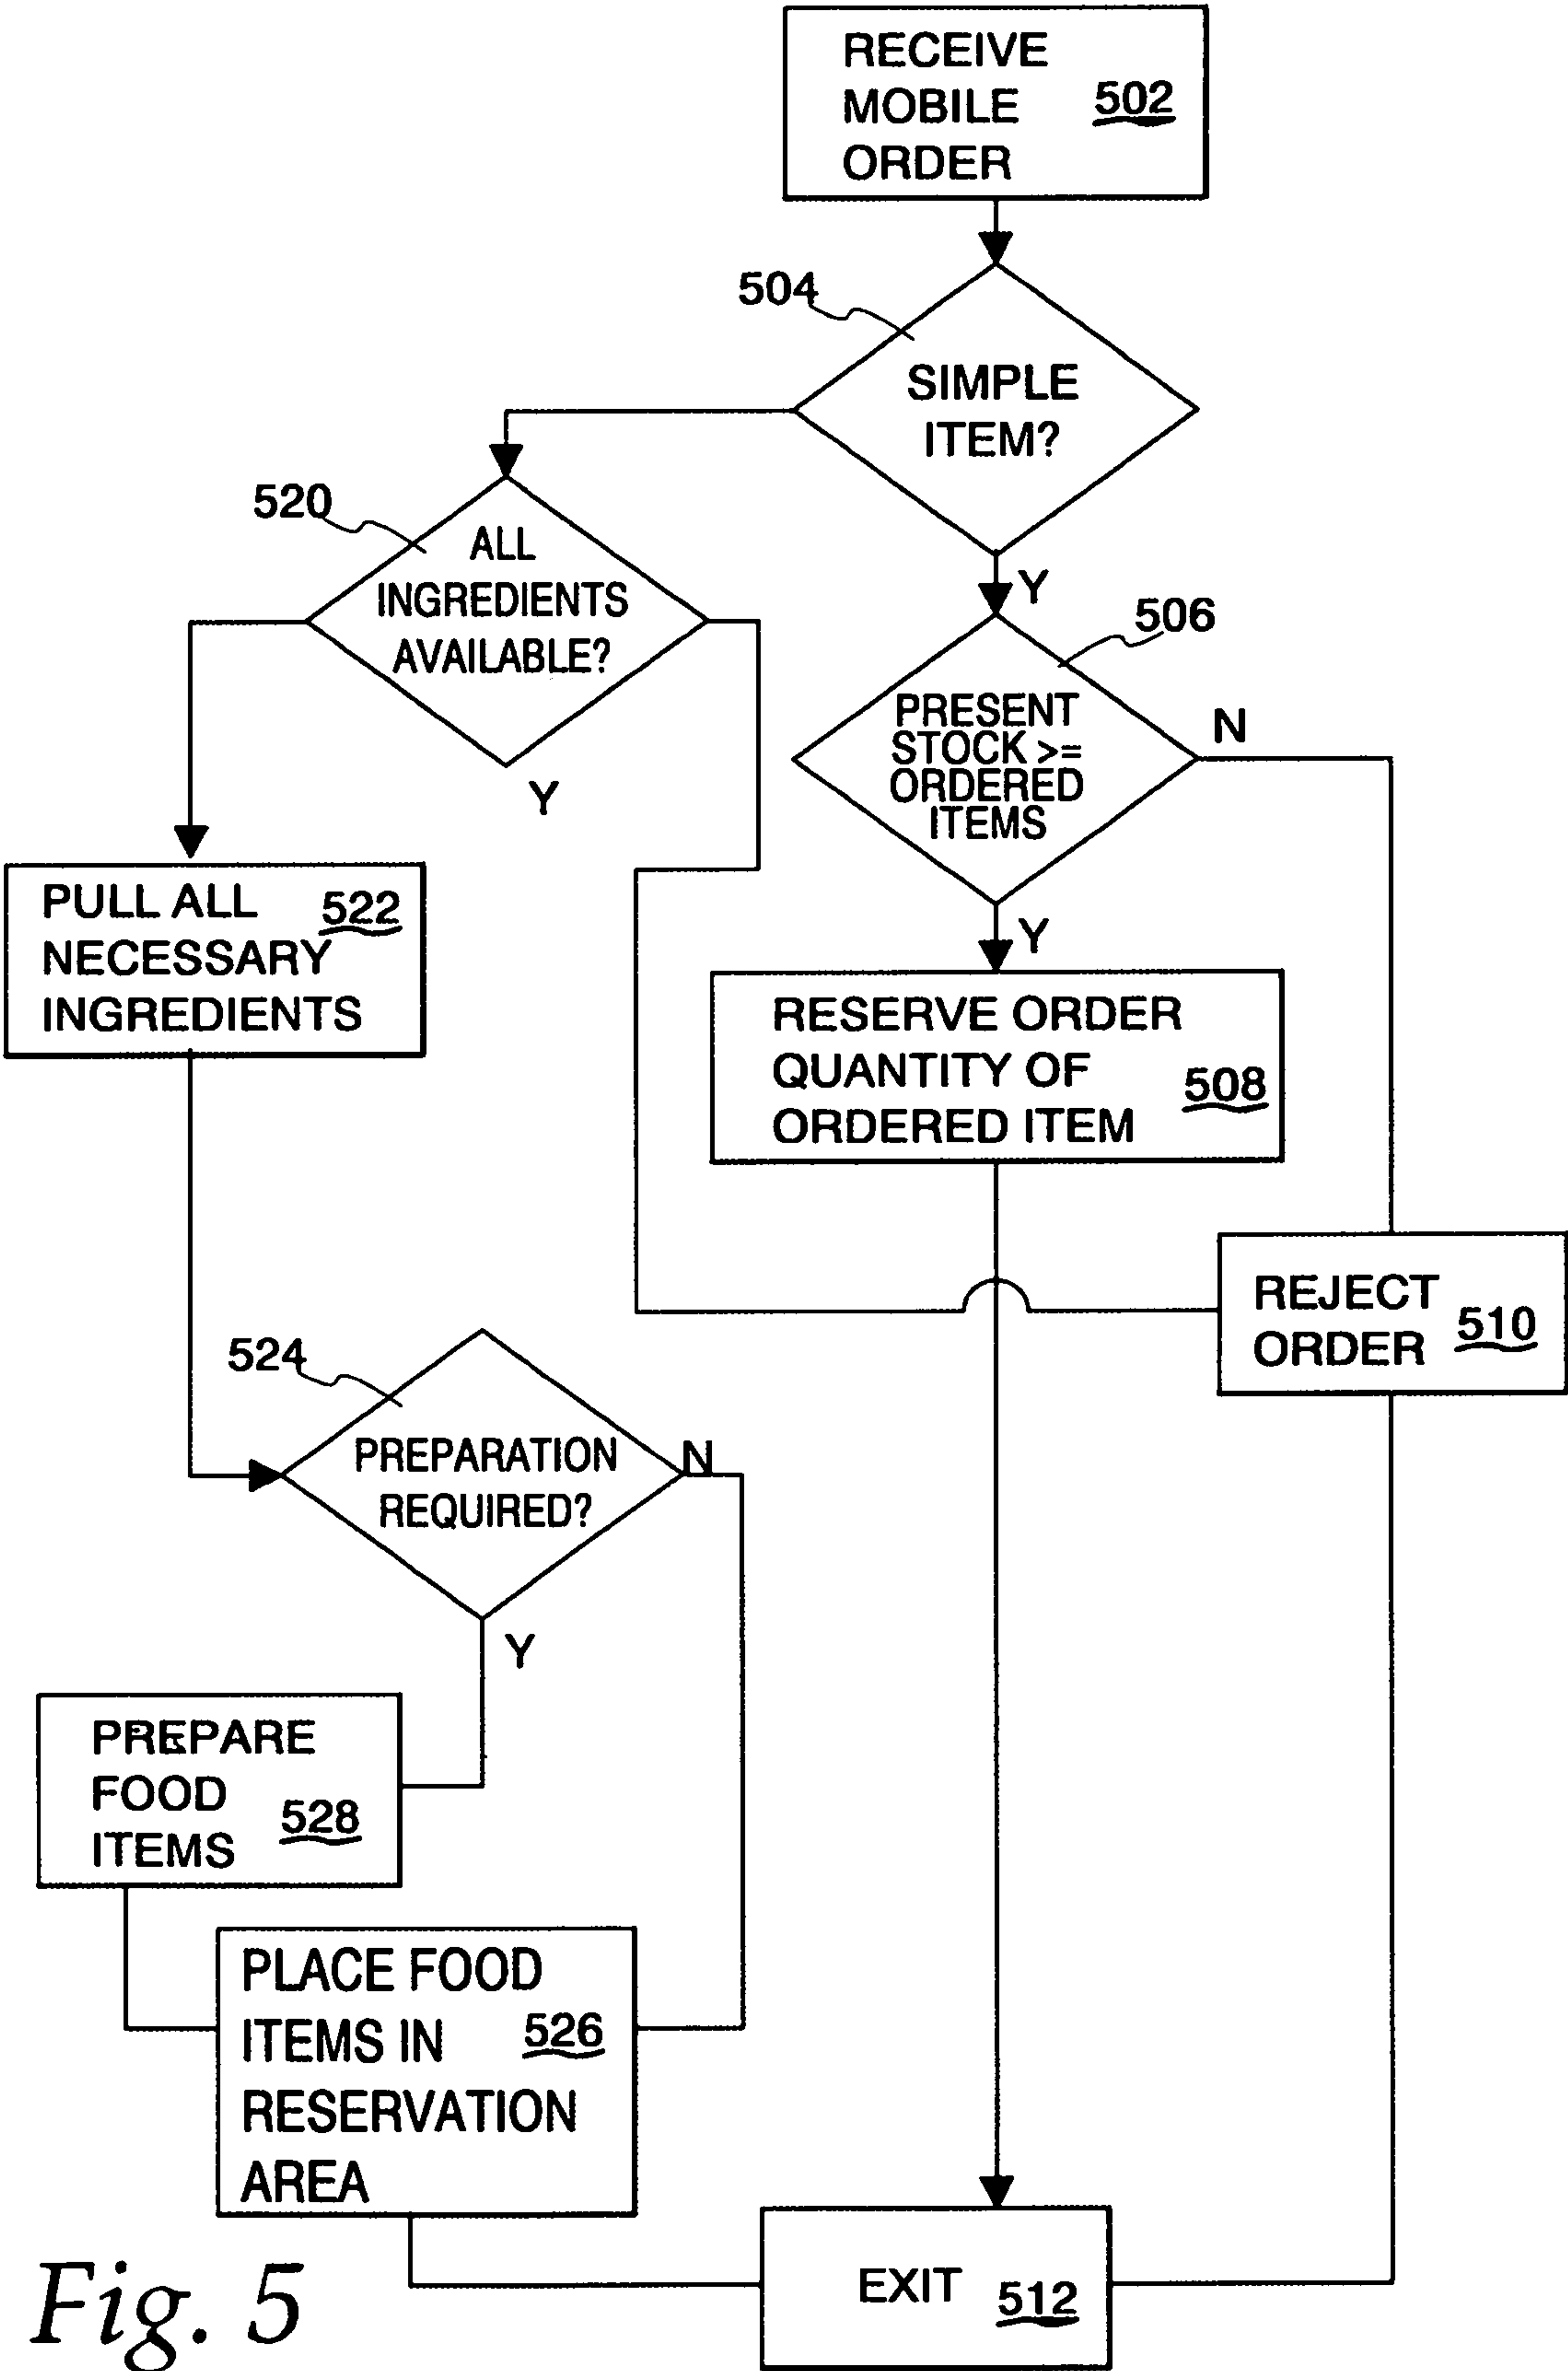 RECEIVE
MOBILE 502
ORDER
504
SIMPLE
ITEM?
520
ALL
INGREDIENTS
AVAILABLE?
Y
Y
506
PRESENT
STOCK >=
ORDERED
ITEMS
N
Y
PULL ALL 522
NECESSARY
INGREDIENTS
RESERVE ORDER
QUANTITY OF 508
ORDERED ITEM
REJECT
ORDER 510
524
PREPARATION
REQUIRED?
N
Y
PREPARE
FOOD 528
ITEMS
PLACE FOOD
ITEMS IN 526
RESERVATION
AREA
EXIT 512
Fig. 5